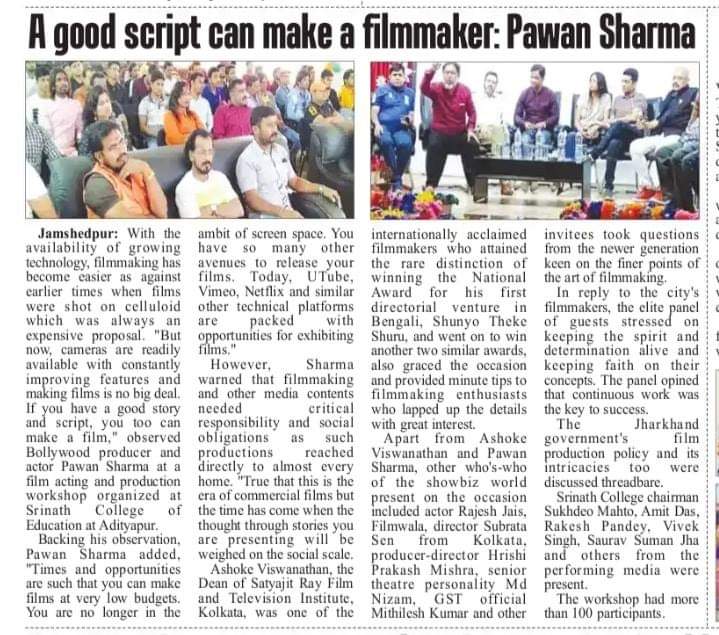 A good script can make a filmmaker: Pawan Sharma
Jamshedpur: With the
availability of growing
technology, filmmaking has
become easier as against
earlier times when films
were shot on celluloid
which was always an
expensive proposal. "But
now, cameras are readily
available with constantly
improving features and
making films is no big deal.
If you have a good story
and script, you too can
make a film," observed
Bollywood producer and
actor Pawan Sharma at a
film acting and production
workshop organized at
Srinath College of
Education at Adityapur.
Backing his observation,
Pawan Sharma added,
"Times and opportunities
are such that you can make
films at very low budgets.
You are no longer in the
ambit of screen space. You
have so many other
avenues to release your
films. Today, UTube,
Vimeo, Netflix and similar
other technical platforms
are packed with
opportunities for exhibiting
films."
However, Sharma
warned that filmmaking
and other media contents
needed critical
responsibility and social
obligations as such
productions reached
directly to almost every
home. "True that this is the
era of commercial films but
the time has come when the
thought through stories you
are presenting will be
weighed on the social scale.
Ashoke Viswanathan, the
Dean of Satyajit Ray Film
and Television Institute,
Kolkata, was one of the
internationally acclaimed
filmmakers who attained
the rare distinction of
winning the National
Award for his first
directorial venture in
Bengali, Shunyo Theke
Shuru, and went on to win
another two similar awards,
also graced the occasion
and provided minute tips to
filmmaking enthusiasts
who lapped up the details
with great interest.
Apart from Ashoke
Viswanathan and Pawan
Sharma, other who's-who
of the showbiz world
present on the occasion
included actor Rajesh Jais,
Filmwala, director Subrata
Sen from Kolkata,
producer-director Hrishi
Prakash Mishra, senior
theatre personality Md
Nizam, GST official
Mithilesh Kumar and other
invitees took questions
from the newer generation
keen on the finer points of
the art of filmmaking.
In reply to the city's
filmmakers, the elite panel
of guests stressed on
keeping the spirit and
determination alive and
keeping faith on their
concepts. The panel opined
that continuous work was
the key to success.
The Jharkhand
government's film
production policy and its
intricacies too were
discussed threadbare.
Srinath College chairman
Sukhdeo Mahto, Amit Das,
Rakesh Pandey, Vivek
Singh, Saurav Suman Jha
and others from the
performing media were
present.
The workshop had more
than 100 participants.